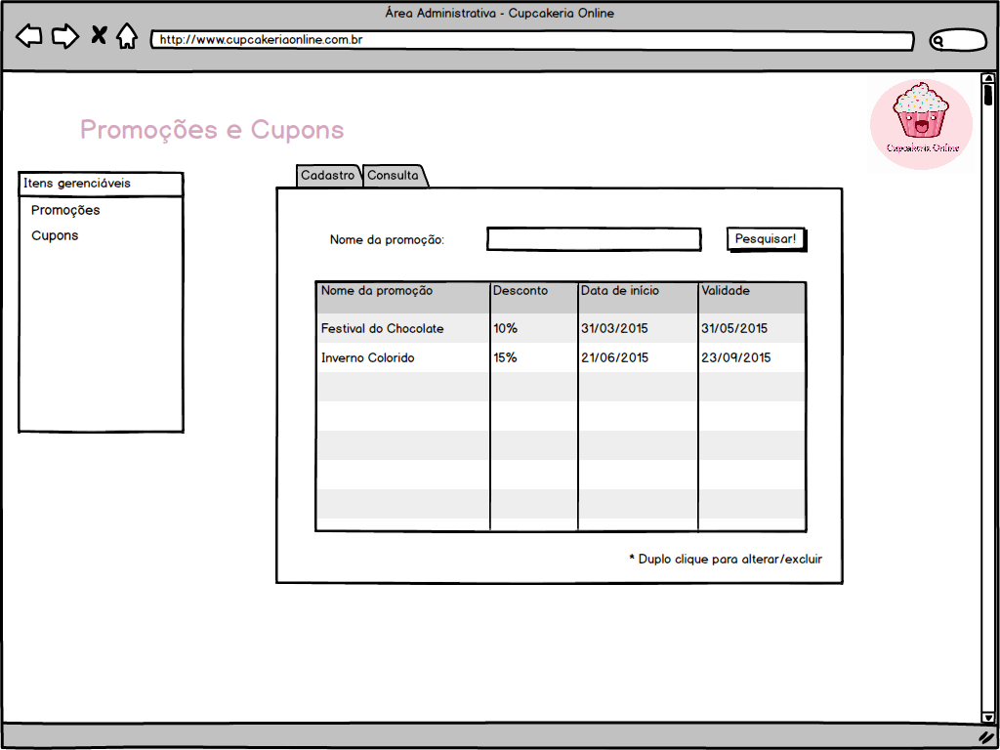 Área Administrativa - Cupcakeria Online
http://www.cupcakeriaonline.com.br
Cupcakeria Online
Promoções e Cupons
Itens gerenciáveis
Promoções
Cupons
Cadastro Consulta
Nome da promoção: Pesquisar!
Nome da promoção Desconto Data de início Validade
Festival do Chocolate 10% 31/03/2015 31/05/2015
Inverno Colorido 15% 21/06/2015 23/09/2015
* Duplo clique para alterar/excluir